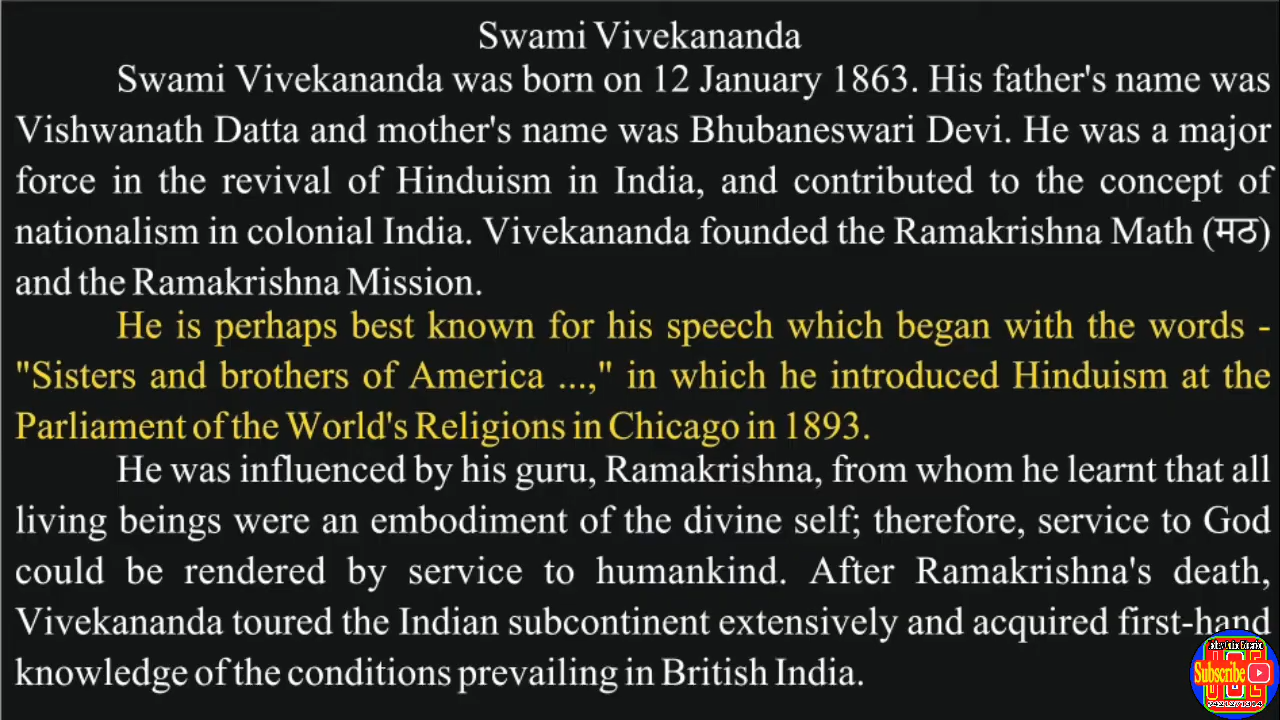 Swami Vivekananda
Swami Vivekananda was born on 12 January 1863. His father's name was
Vishwanath Datta and mother's name was Bhubaneswari Devi. He was a major
force in the revival of Hinduism in India, and contributed to the concept of
nationalism in colonial India. Vivekananda founded the Ramakrishna Math (मठ)
and the Ramakrishna Mission.
He is perhaps best known for his speech which began with the words -
"Sisters and brothers of America ...," in which he introduced Hinduism at the
Parliament of the World's Religions in Chicago in 1893.
He was influenced by his guru, Ramakrishna, from whom he learnt that all
living beings were an embodiment of the divine self; therefore, service to God
could be rendered by service to humankind. After Ramakrishna's death,
Vivekananda toured the Indian subcontinent extensively and acquired first-hand
knowledge of the conditions prevailing in British India.
Subscribe